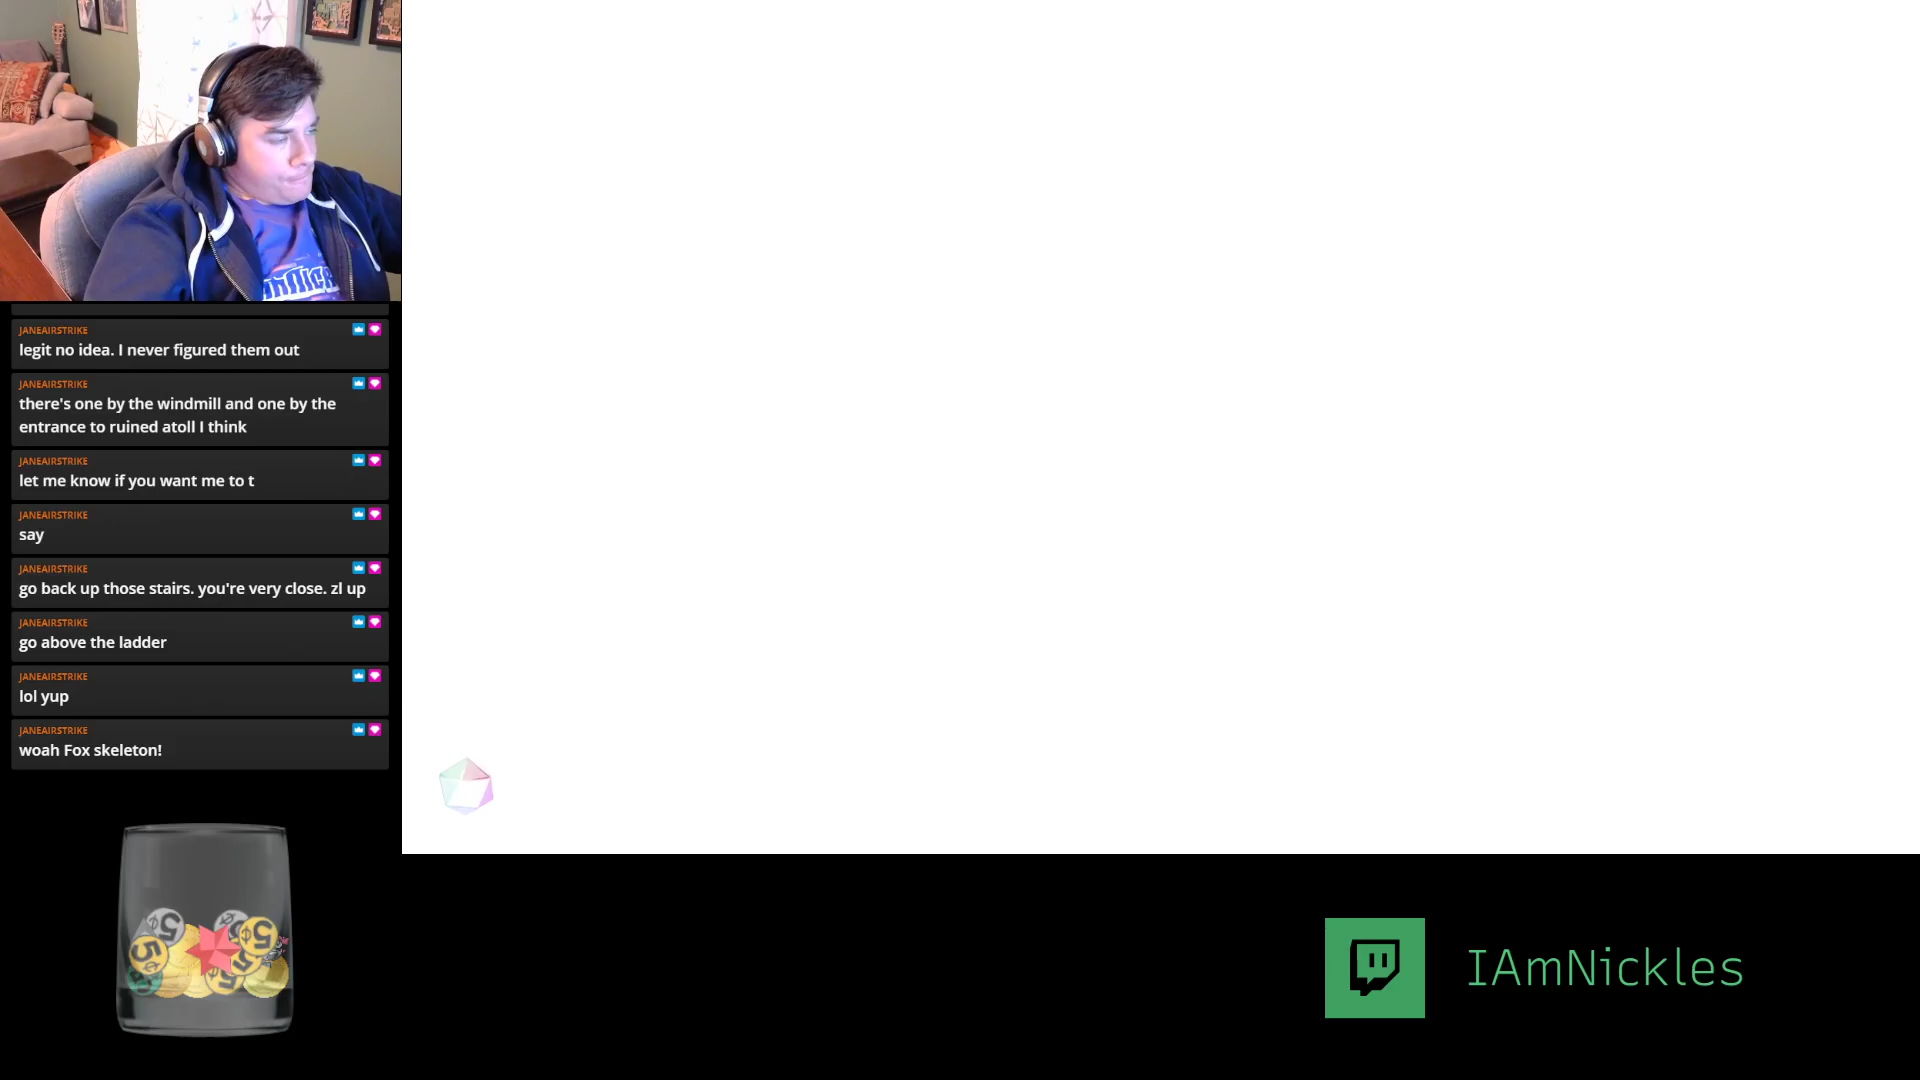 JANEAIRSTRIKE
legit no idea. I never figured them out
JANEAIRSTRIKE
there's one by the windmill and one by the
entrance to ruined atoll I think
JANEAIRSTRIKE
let me know if you want me to t
JANEAIRSTRIKE
say
JANEAIRSTRIKE
go back up those stairs. you're very close. zl up
JANEAIRSTRIKE
go above the ladder
JANEAIRSTRIKE
lol yup
JANEAIRSTRIKE
woah Fox skeleton!
5¢
5¢
5¢
IAmNickles